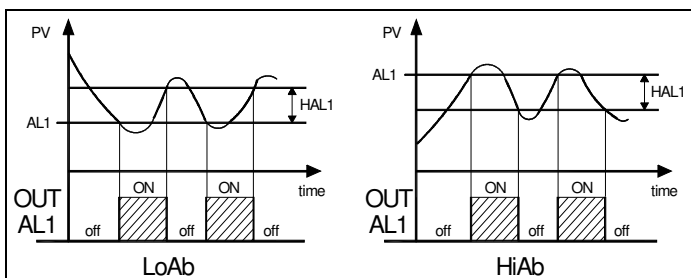 PV
HAL1
AL1
time
OUT
AL1
off
ON
off
ON
off
LoAb
PV
AL1
HAL1
time
OUT
AL1
off
ON
off
ON
off
HiAb